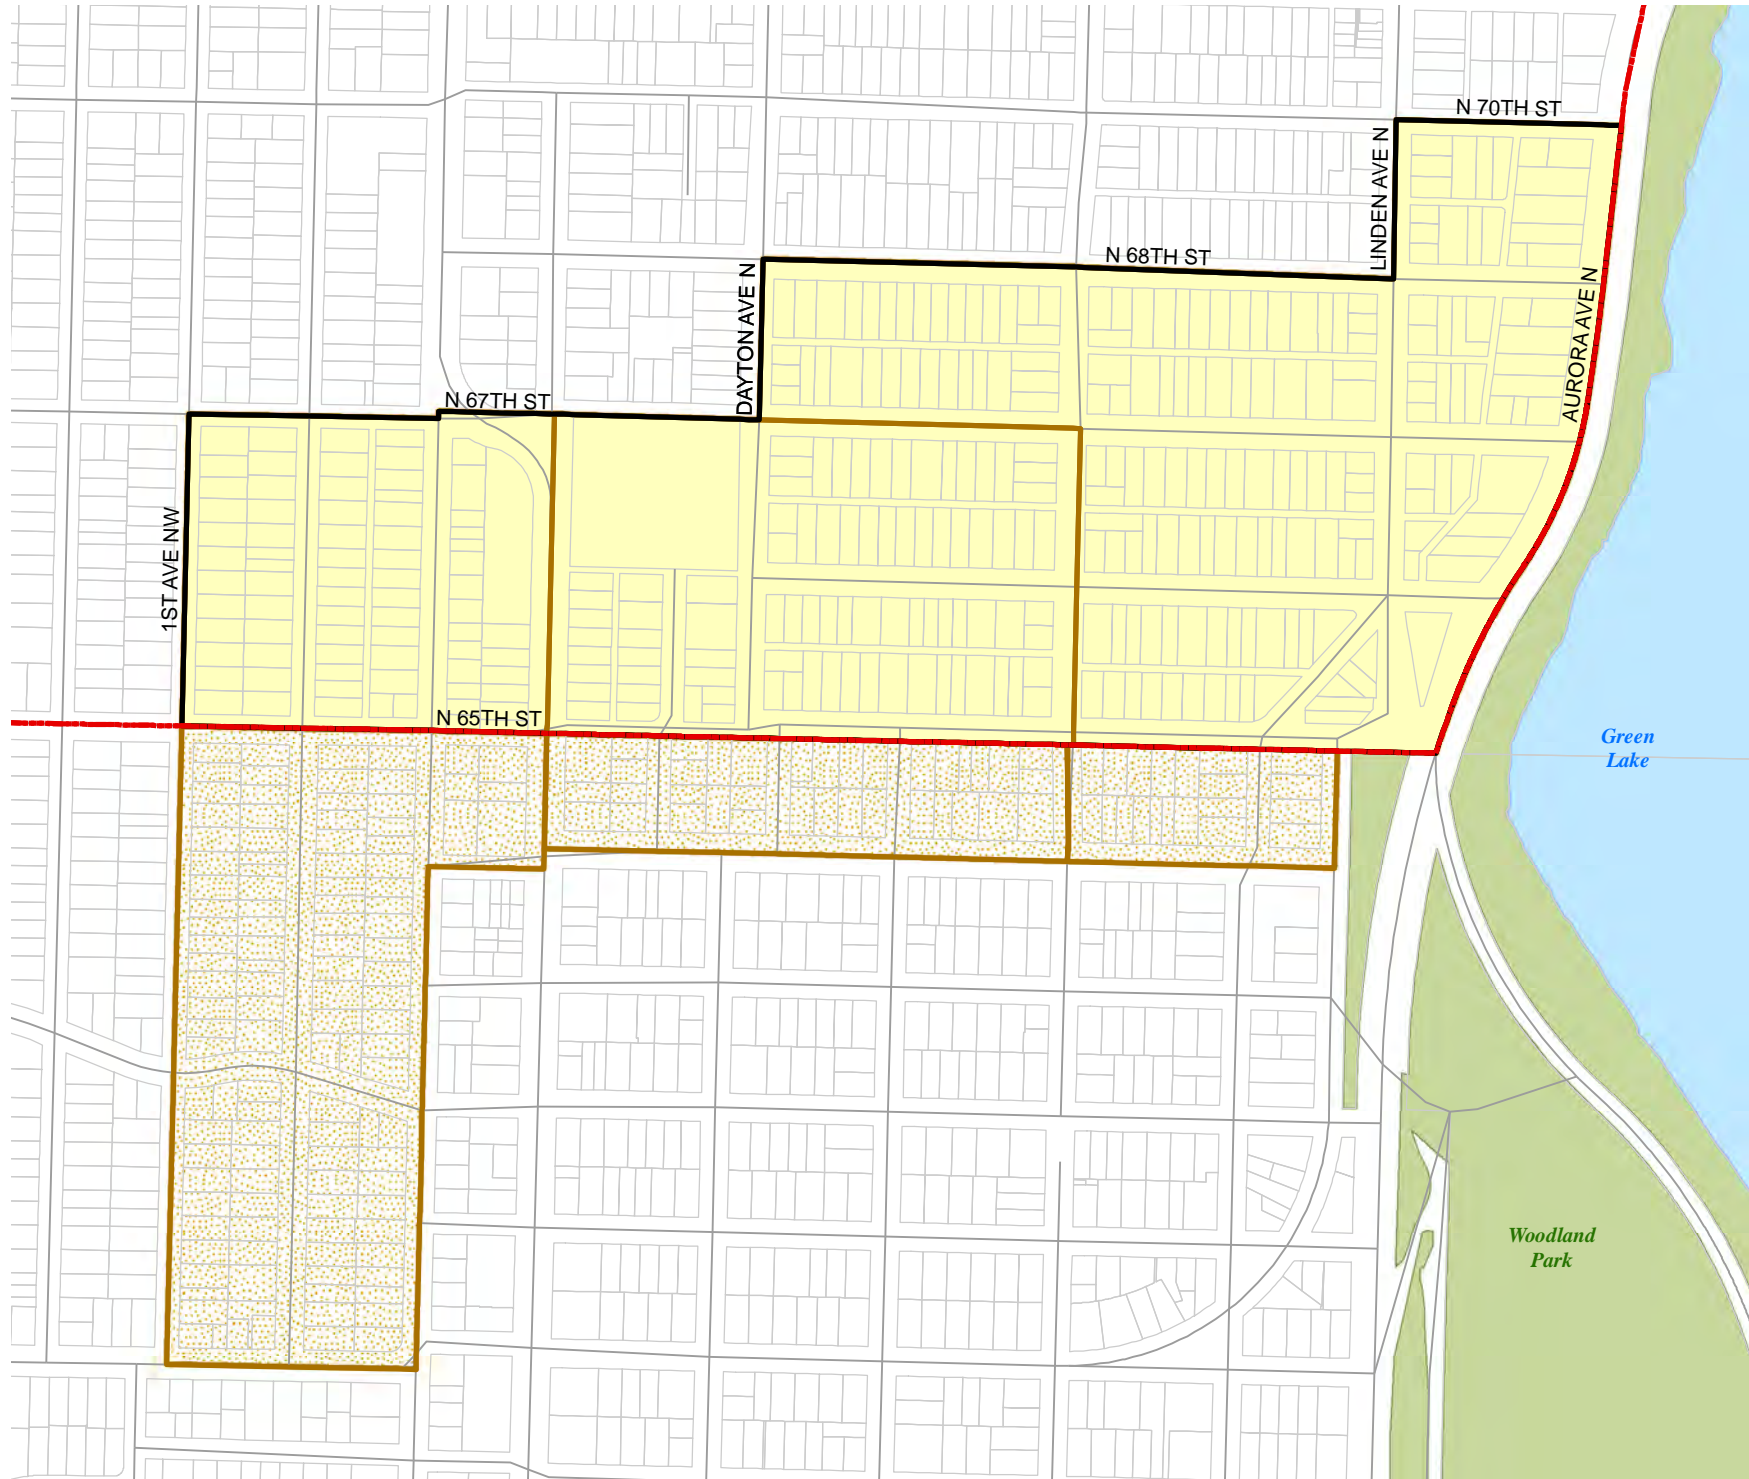 N 70TH ST
LINDEN AVE N
N 68TH ST
DAYTON AVE N
AURORA AVE N
N 67TH ST
1ST AVE NW
N 65TH ST
Green
Lake
Woodland
Park